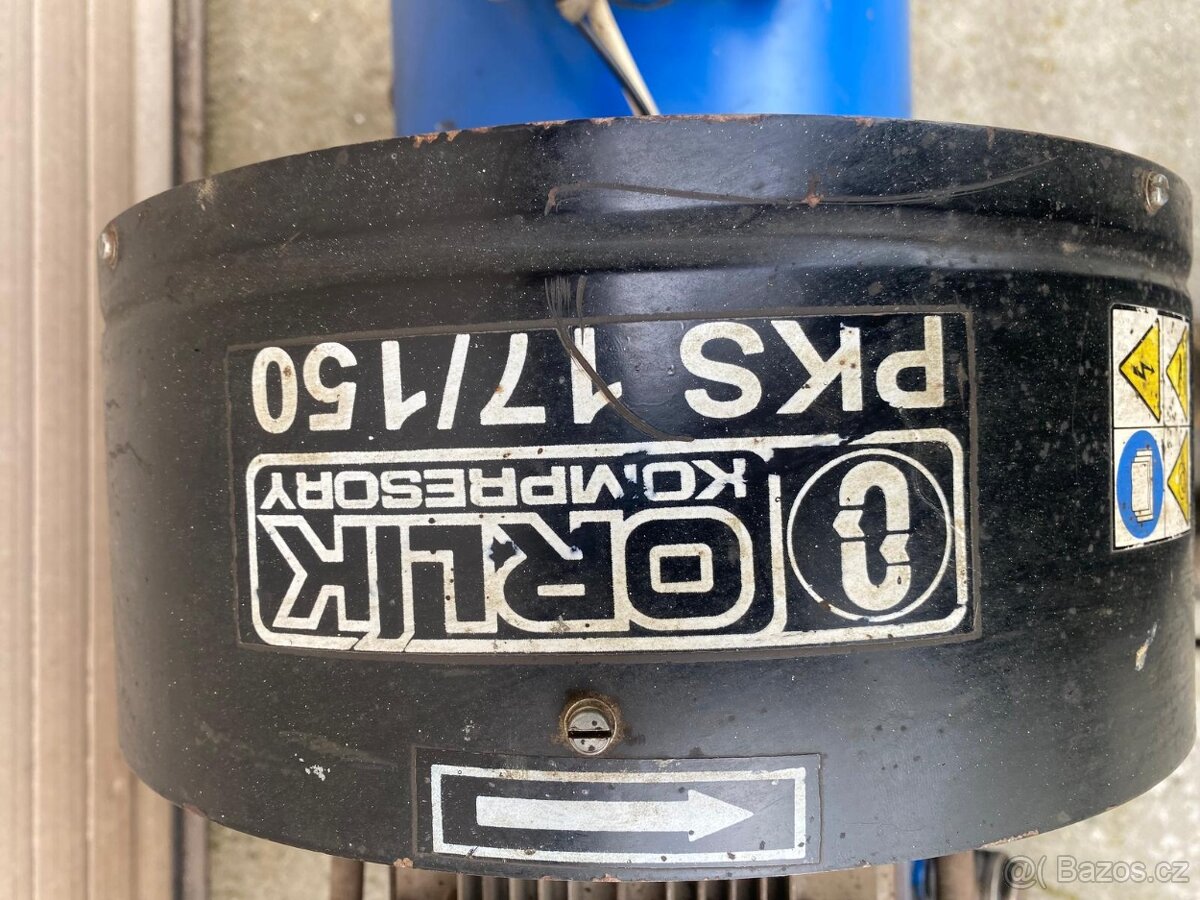 ORLIK
KOMPRESORY
PKS 17/150
@( Bazos.cz